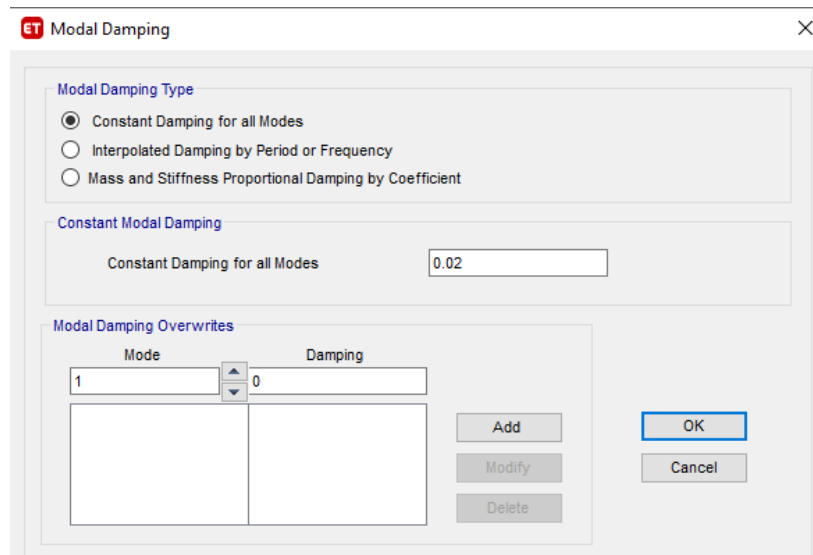 ET Modal Damping
Modal Damping Type
Constant Damping for all Modes
Interpolated Damping by Period or Frequency
Mass and Stiffness Proportional Damping by Coefficient
Constant Modal Damping
Constant Damping for all Modes 0.02
Modal Damping Overwrites
Mode Damping
1 0
Add
Modify
Delete
OK
Cancel